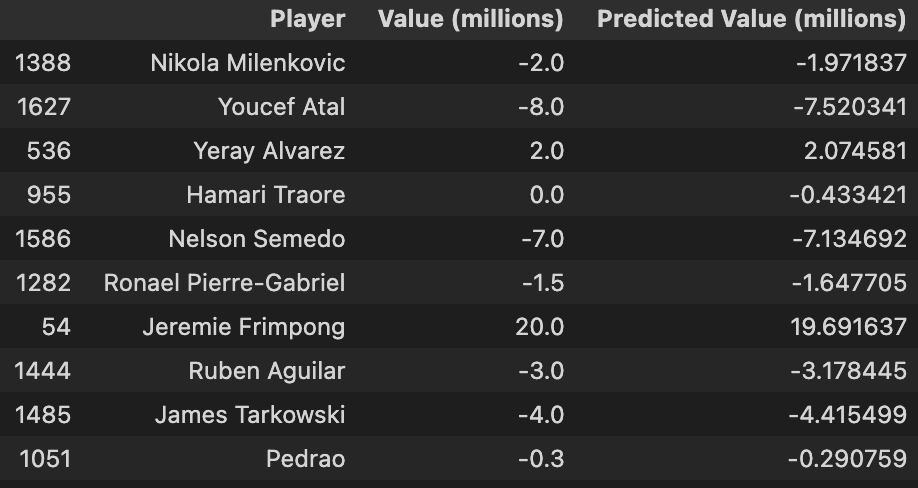 Player Value (millions) Predicted Value (millions)
1388 Nikola Milenkovic -2.0 -1.971837
1627 Youcef Atal -8.0 -7.520341
536 Yeray Alvarez 2.0 2.074581
955 Hamari Traore 0.0 -0.433421
1586 Nelson Semedo -7.0 -7.134692
1282 Ronael Pierre-Gabriel -1.5 -1.647705
54 Jeremie Frimpong 20.0 19.691637
1444 Ruben Aguilar -3.0 -3.178445
1485 James Tarkowski -4.0 -4.415499
1051 Pedrao -0.3 -0.290759